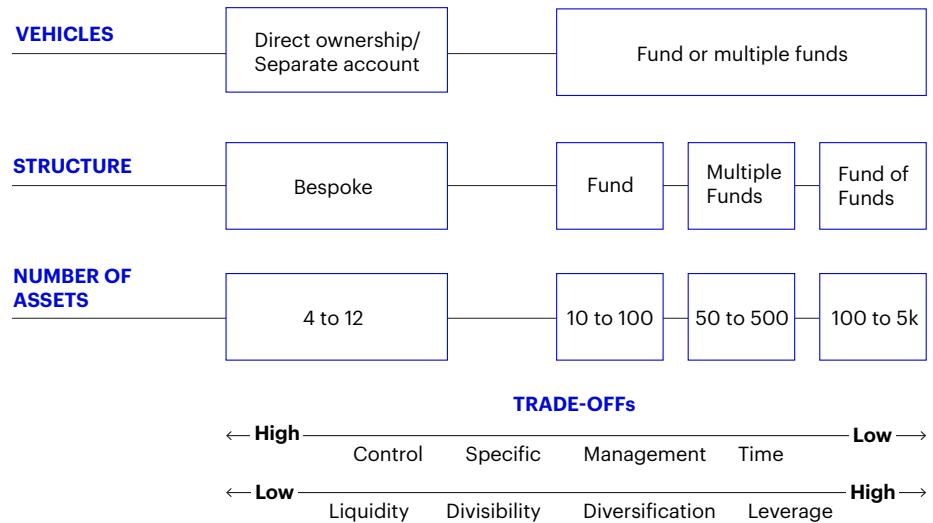 VEHICLES
Direct ownership/
Separate account
Fund or multiple funds
STRUCTURE
Bespoke
Fund
Multiple
Funds
Fund of
Funds
NUMBER OF
ASSETS
4 to 12
10 to 100
50 to 500
100 to 5k
TRADE-OFFs
High
Low
Control
Specific
Management
Time
Low
High
Liquidity
Divisibility
Diversification
Leverage